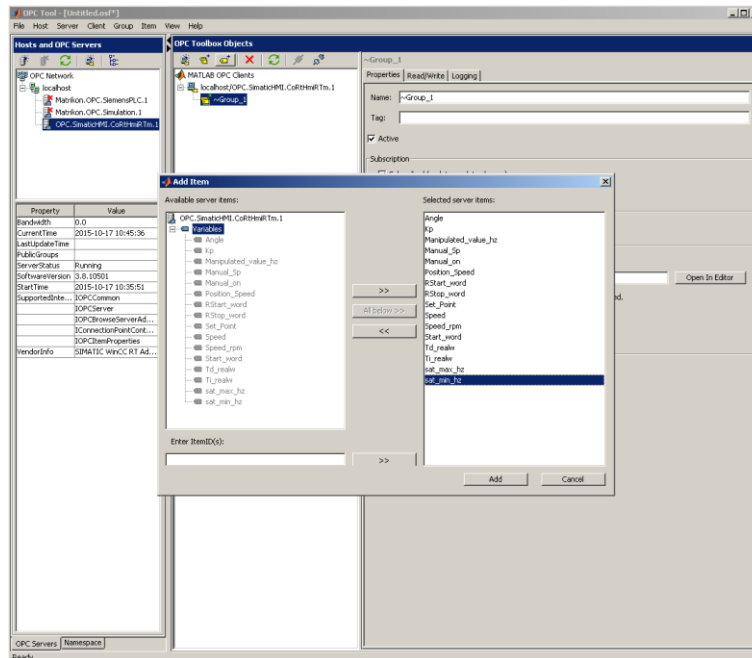 OPC Tool - [Untitled.osf*]
File Host Server Client Group Item View Help
Hosts and OPC Servers
OPC Network
localhost
Matrikon.OPC.SiemensPLC.1
Matrikon.OPC.Simulation.1
OPC.SimaticHMI.CoRtHmiRTm.1
Property Value
Bandwidth 0.0
CurrentTime 2015-10-17 10:45:36
LastUpdateTime
PublicGroups
ServerStatus Running
SoftwareVersion 3.8.10501
StartTime 2015-10-17 10:35:51
SupportedInte... IOPCCommon
IOPCServer
IOPCBrowseServerAd...
IConnectionPointCont...
IOPCItemProperties
VendorInfo SIMATIC WinCC RT Ad...
OPC Servers Namespace
Ready
OPC Toolbox Objects
MATLAB OPC Clients
localhost/OPC.SimaticHMI.CoRtHmiRTm.1
~Group_1
~Group_1
Properties Read/Write Logging
Name: ~Group_1
Tag:
Active
Subscription
Open In Editor
Add Item
Available server items:
OPC.SimaticHMI.CoRtHmiRTm.1
Variables
Angle
Kp
Manipulated_value_hz
Manual_Sp
Manual_on
Position_Speed
RStart_word
RStop_word
Set_Point
Speed
Speed_rpm
Start_word
Td_realw
Ti_realw
sat_max_hz
sat_min_hz
Enter ItemID(s):
>>
All below >>
<<
>>
Selected server items:
Angle
Kp
Manipulated_value_hz
Manual_Sp
Manual_on
Position_Speed
RStart_word
RStop_word
Set_Point
Speed
Speed_rpm
Start_word
Td_realw
Ti_realw
sat_max_hz
sat_min_hz
Add Cancel